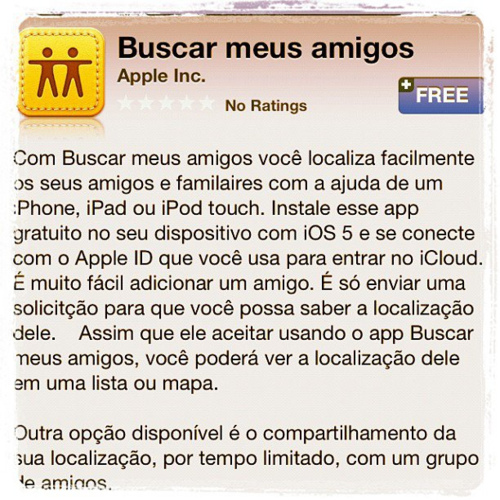 Buscar meus amigos
Apple Inc.
No Ratings
FREE
Com Buscar meus amigos você localiza facilmente
os seus amigos e familaires com a ajuda de um
iPhone, iPad ou iPod touch. Instale esse app
gratuito no seu dispositivo com iOS 5 e se conecte
com o Apple ID que você usa para entrar no iCloud.
É muito fácil adicionar um amigo. É só enviar uma
solicitção para que você possa saber a localização
dele. Assim que ele aceitar usando o app Buscar
meus amigos, você poderá ver a localização dele
em uma lista ou mapa.
Outra opção disponível é o compartilhamento da
sua localização, por tempo limitado, com um grupo
de amigos.